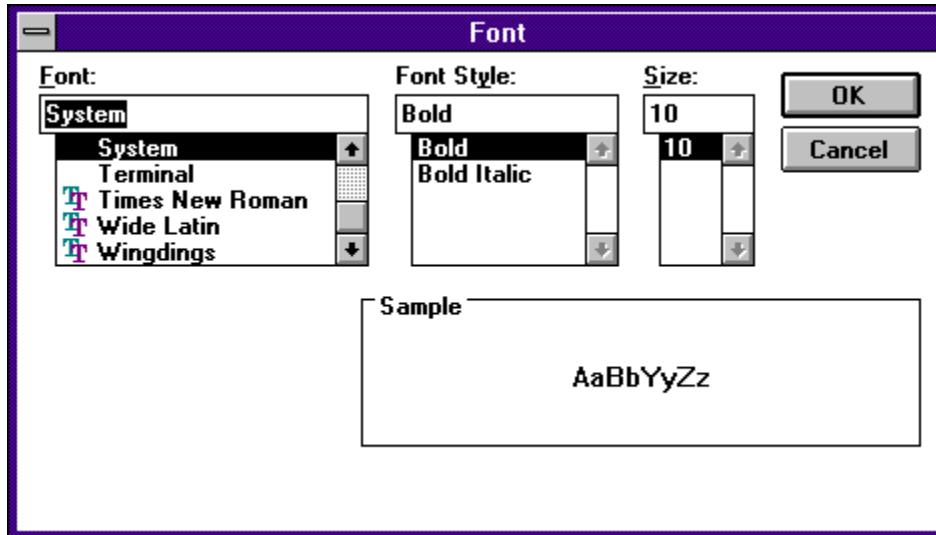 Font
Font: Font Style: Size:
System Bold 10 OK
System Bold 10 Cancel
Terminal Bold Italic
Times New Roman
Wide Latin
Wingdings
Sample
AaBbYyZz